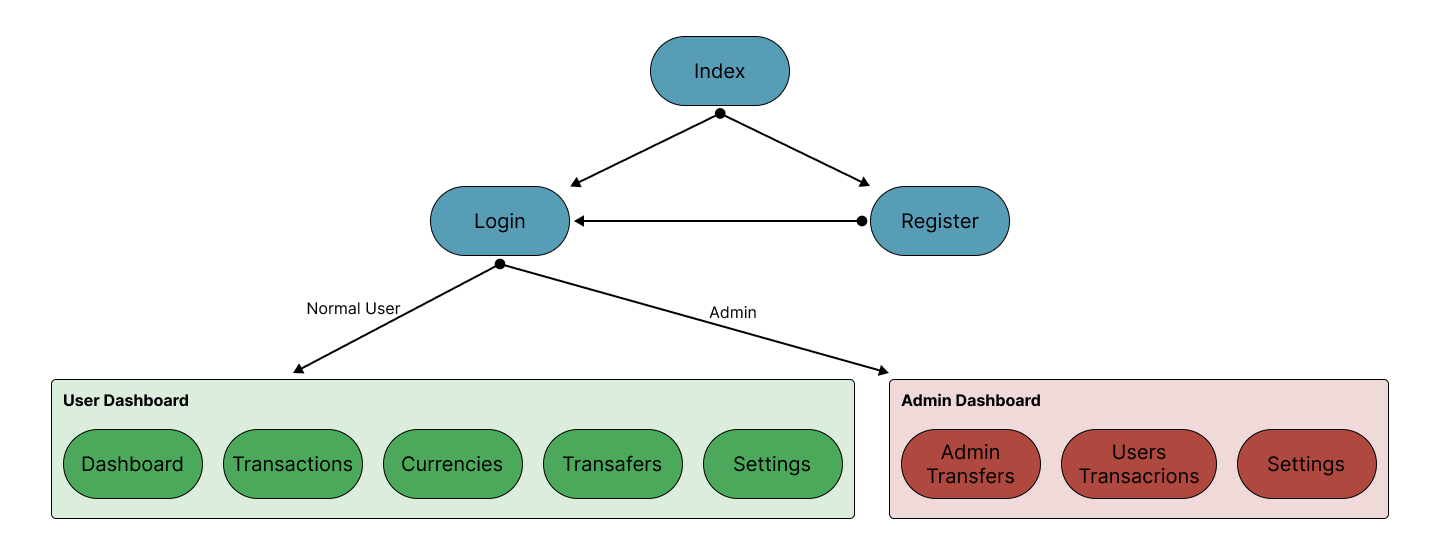 Index
Login
Register
Normal User
Admin
User Dashboard
Dashboard
Transactions
Currencies
Transafers
Settings
Admin Dashboard
Admin
Transfers
Users
Transacrions
Settings